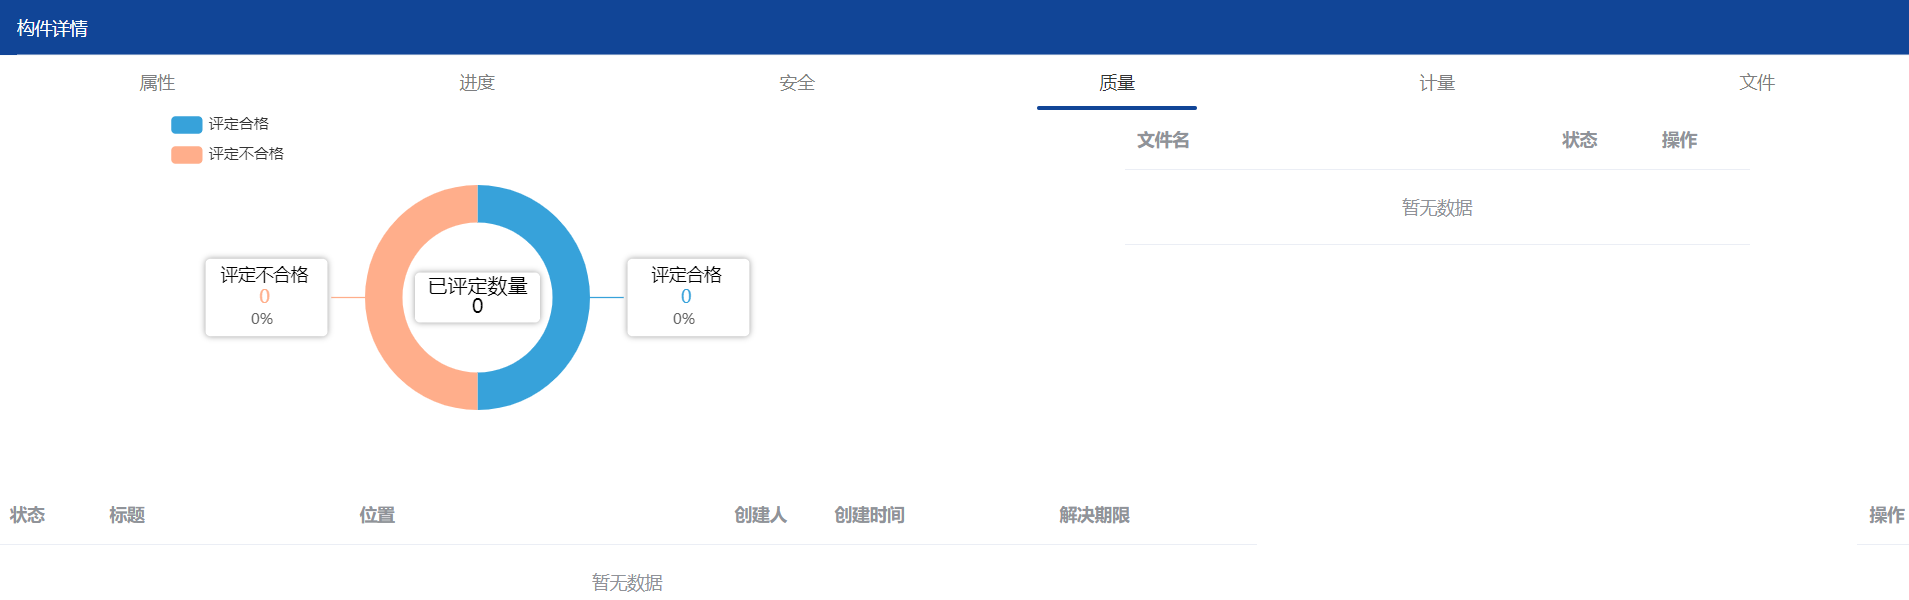 构件详情
属性 进度 安全 质量 计量 文件
评定合格
评定不合格
文件名 状态 操作
暂无数据
评定不合格
0
0%
已评定数量
0
评定合格
0
0%
状态 标题 位置 创建人 创建时间 解决期限 操作
暂无数据